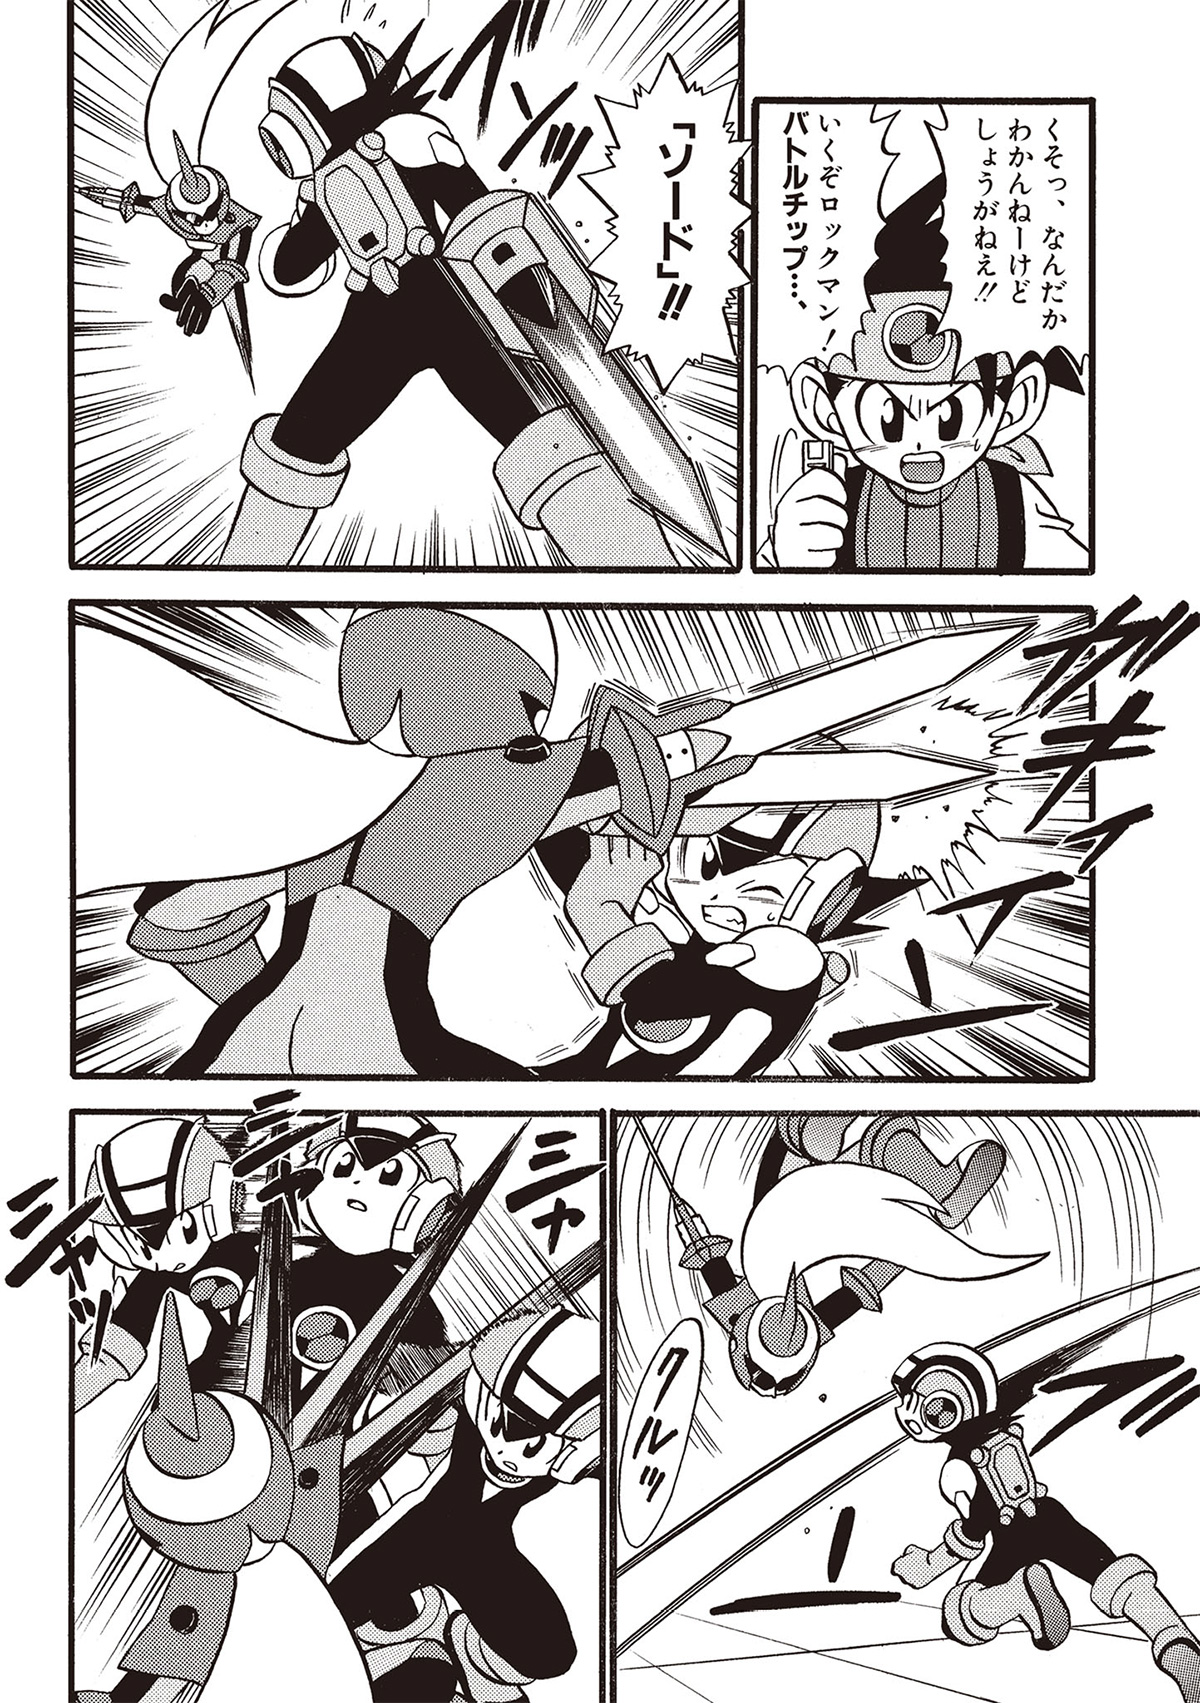 くそっ、なんだか
わかんねーけど
しょうがねえ!!
いくぞロックマン!
バトルチップ…、
「ソード」!!
ヘンッ
ガキィィー
ブンッ
クルッ
シャ
シャ
シャッ